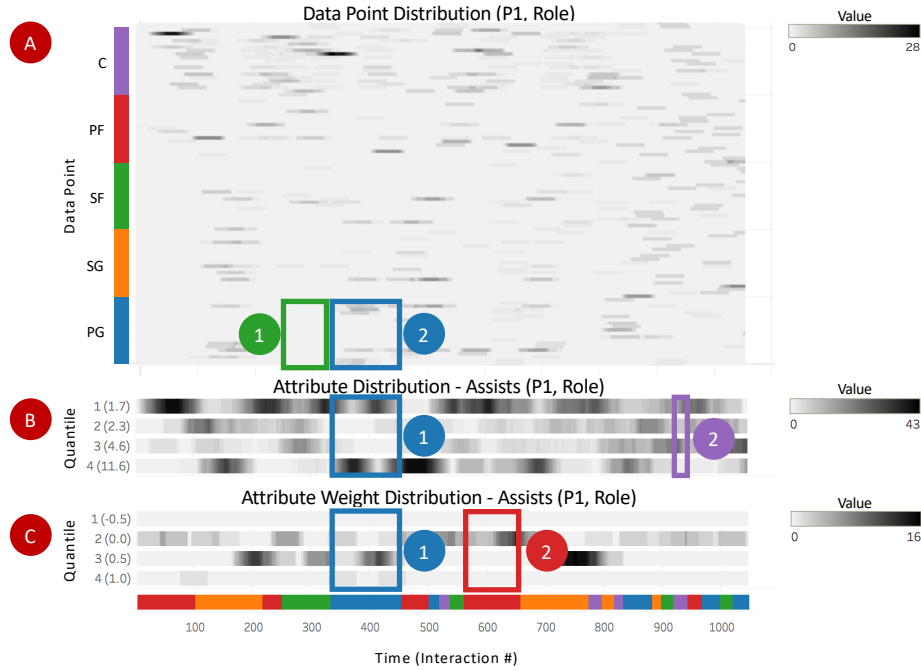 Data Point Distribution (P1, Role)
A
Value
0
28
C
PF
SF
SG
PG
Data Point
1
2
Attribute Distribution - Assists (P1, Role)
B
Quantile
1 (1.7)
2 (2.3)
3 (4.6)
4 (11.6)
1
2
Value
0
43
Attribute Weight Distribution - Assists (P1, Role)
C
Quantile
1 (-0.5)
2 (0.0)
3 (0.5)
4 (1.0)
1
2
Value
0
16
100 200 300 400 500 600 700 800 900 1000
Time (Interaction #)